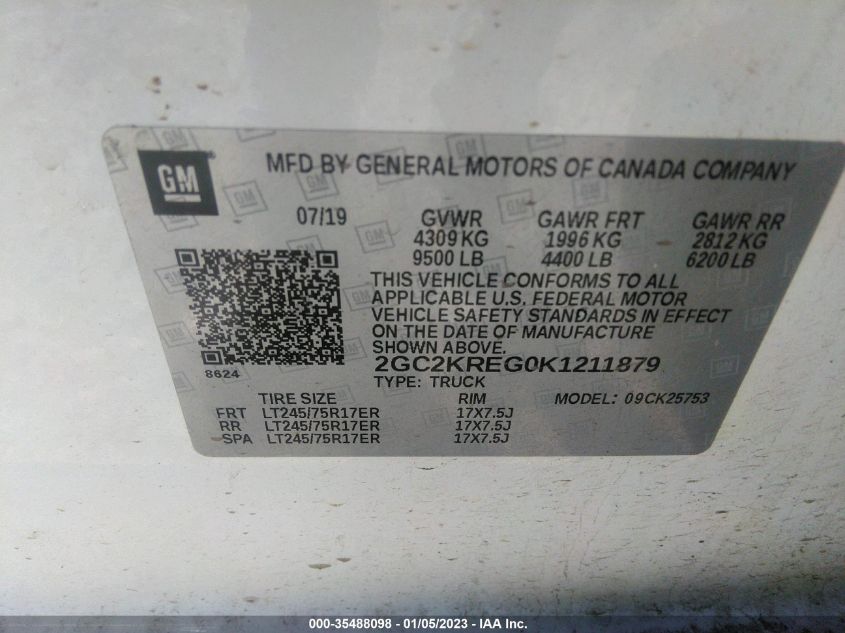 GM
MFD BY GENERAL MOTORS OF CANADA COMPANY
07/19 GVWR GAWR FRT GAWR RR
4309 KG 1996 KG 2812 KG
9500 LB 4400 LB 6200 LB
THIS VEHICLE CONFORMS TO ALL
APPLICABLE U.S. FEDERAL MOTOR
VEHICLE SAFETY STANDARDS IN EFFECT
ON THE DATE OF MANUFACTURE
SHOWN ABOVE.
8624
2GC2KREG0K1211879
TYPE: TRUCK
TIRE SIZE RIM MODEL: 09CK25753
FRT LT245/75R17ER 17X7.5J
RR LT245/75R17ER 17X7.5J
SPA LT245/75R17ER 17X7.5J
000-35488098 - 01/05/2023 - IAA Inc.